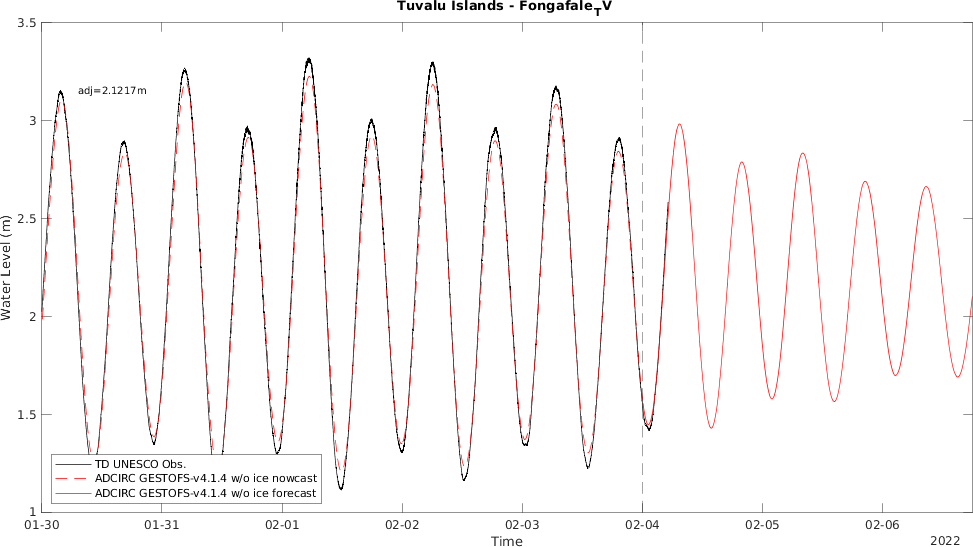 Tuvalu Islands - Fongafale_TV
3.5
adj=2.1217m
3
2.5
Water Level (m)
2
1.5
TD UNESCO Obs.
ADCIRC GESTOFS-v4.1.4 w/o ice nowcast
ADCIRC GESTOFS-v4.1.4 w/o ice forecast
1
01-30 01-31 02-01 02-02 02-03 02-04 02-05 02-06
Time
2022